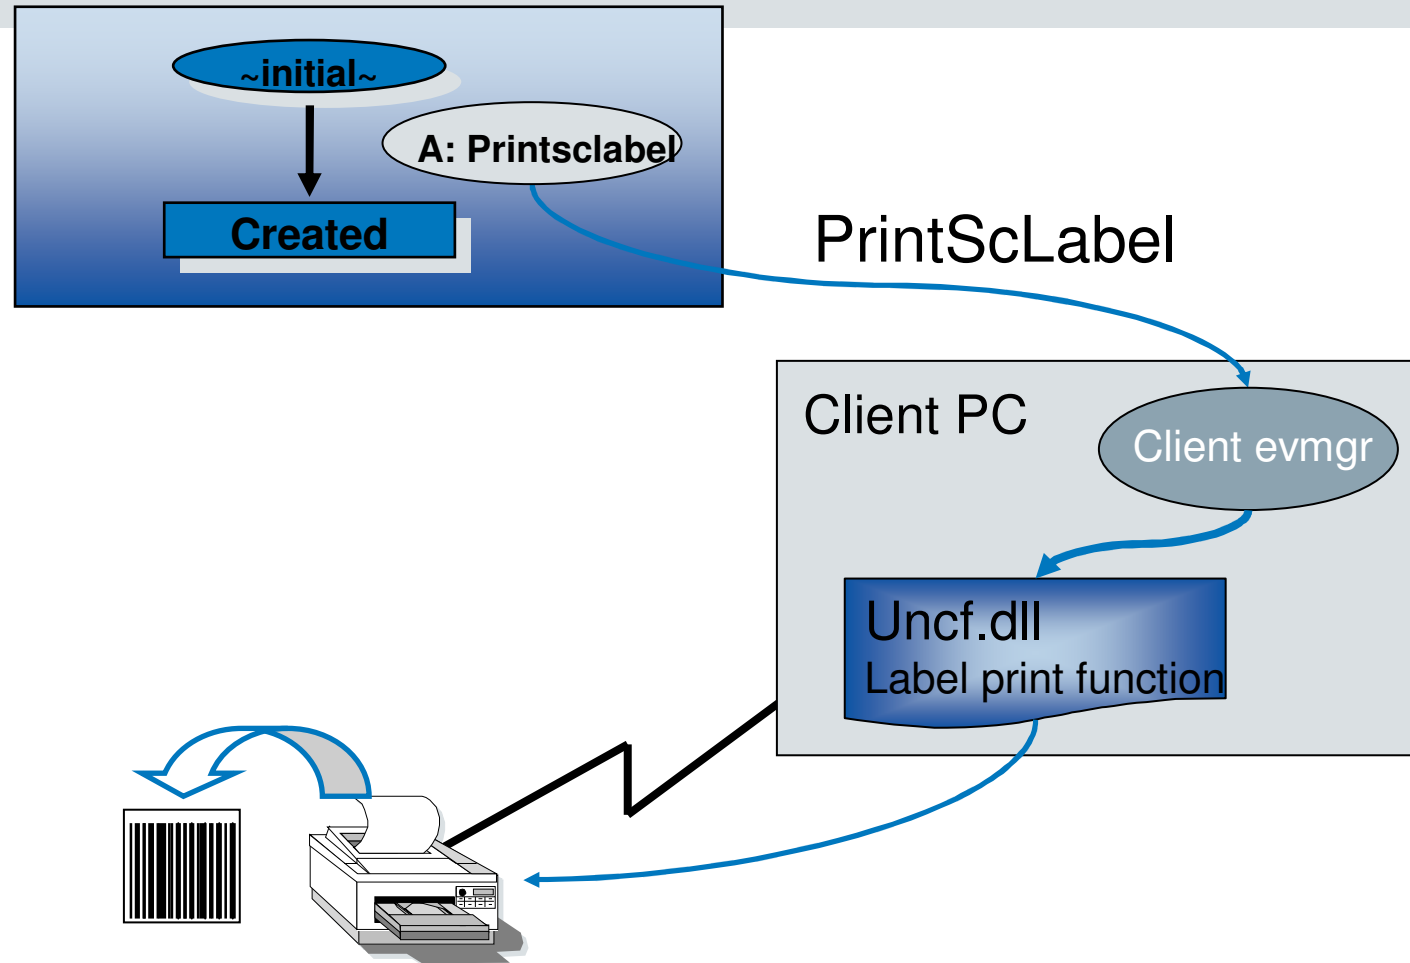 ~initial~
A: Printsclabel
Created
PrintScLabel
Client PC
Client evmgr
Uncf.dll
Label print function